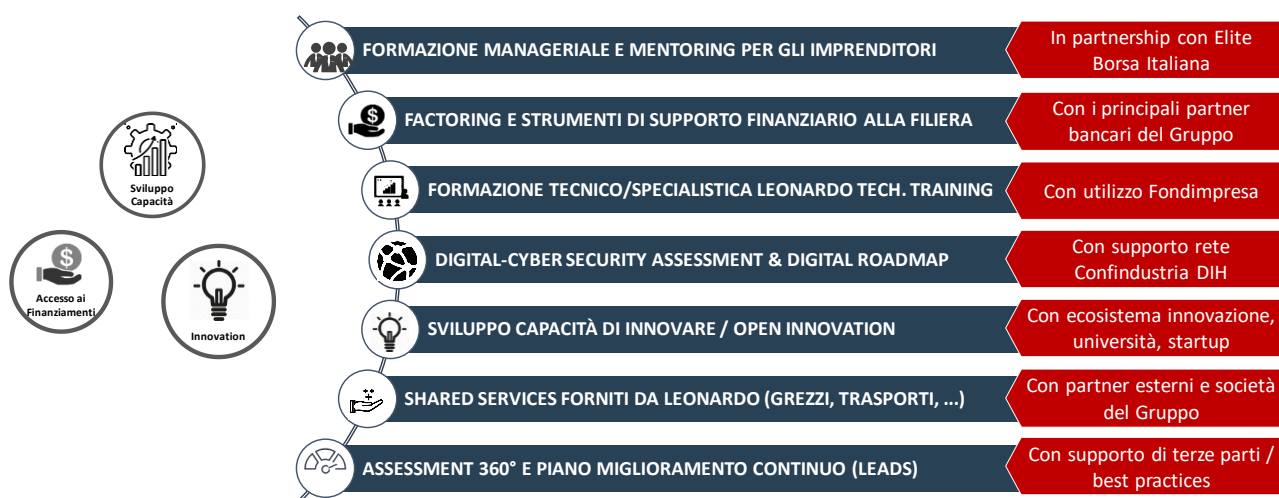 FORMAZIONE MANAGERIALE E MENTORING PER GLI IMPRENDITORI
In partnership con Elite
Borsa Italiana
FACTORING E STRUMENTI DI SUPPORTO FINANZIARIO ALLA FILIERA
Con i principali partner
bancari del Gruppo
Sviluppo
Capacità
FORMAZIONE TECNICO/SPECIALISTICA LEONARDO TECH. TRAINING
Con utilizzo Fondimpresa
DIGITAL-CYBER SECURITY ASSESSMENT & DIGITAL ROADMAP
Con supporto rete
Confindustria DIH
Accesso ai
Finanziamenti
Innovation
SVILUPPO CAPACITÀ DI INNOVARE / OPEN INNOVATION
Con ecosistema innovazione,
università, startup
SHARED SERVICES FORNITI DA LEONARDO (GREZZI, TRASPORTI, ...)
Con partner esterni e società
del Gruppo
ASSESSMENT 360° E PIANO MIGLIORAMENTO CONTINUO (LEADS)
Con supporto di terze parti /
best practices